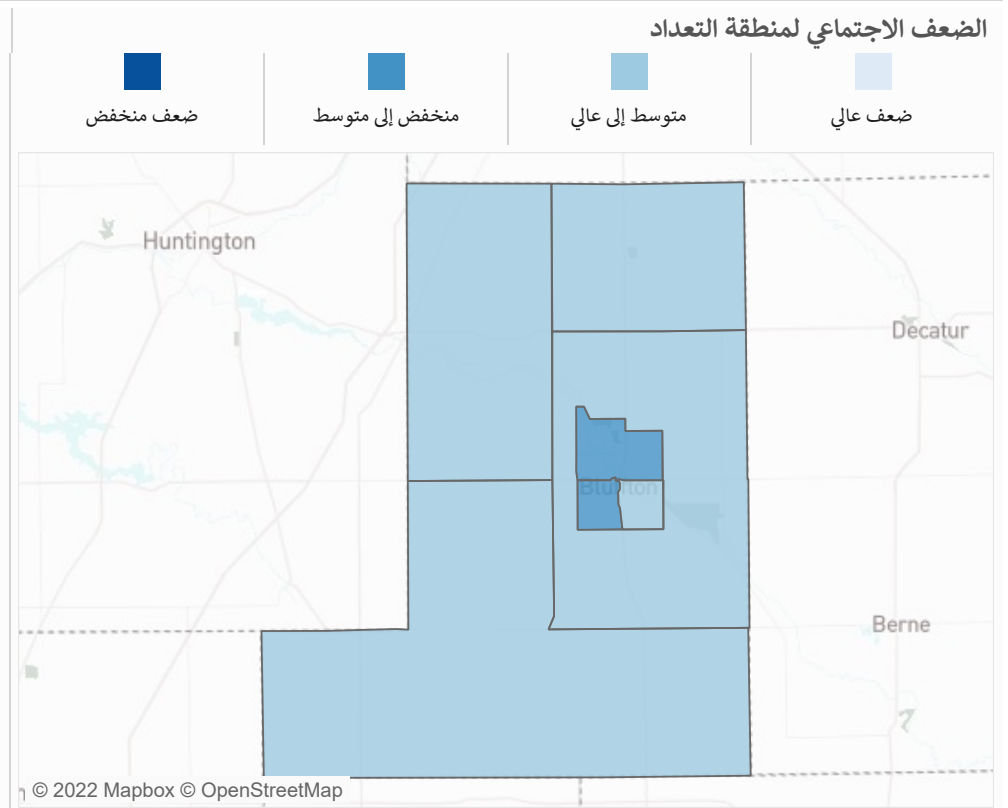 الضعف الاجتماعي لمنطقة التعداد
ضعف عالي
متوسط إلى عالي
منخفض إلى متوسط
ضعف منخفض
Huntington
Decatur
Bluffton
Berne
© 2022 Mapbox © OpenStreetMap